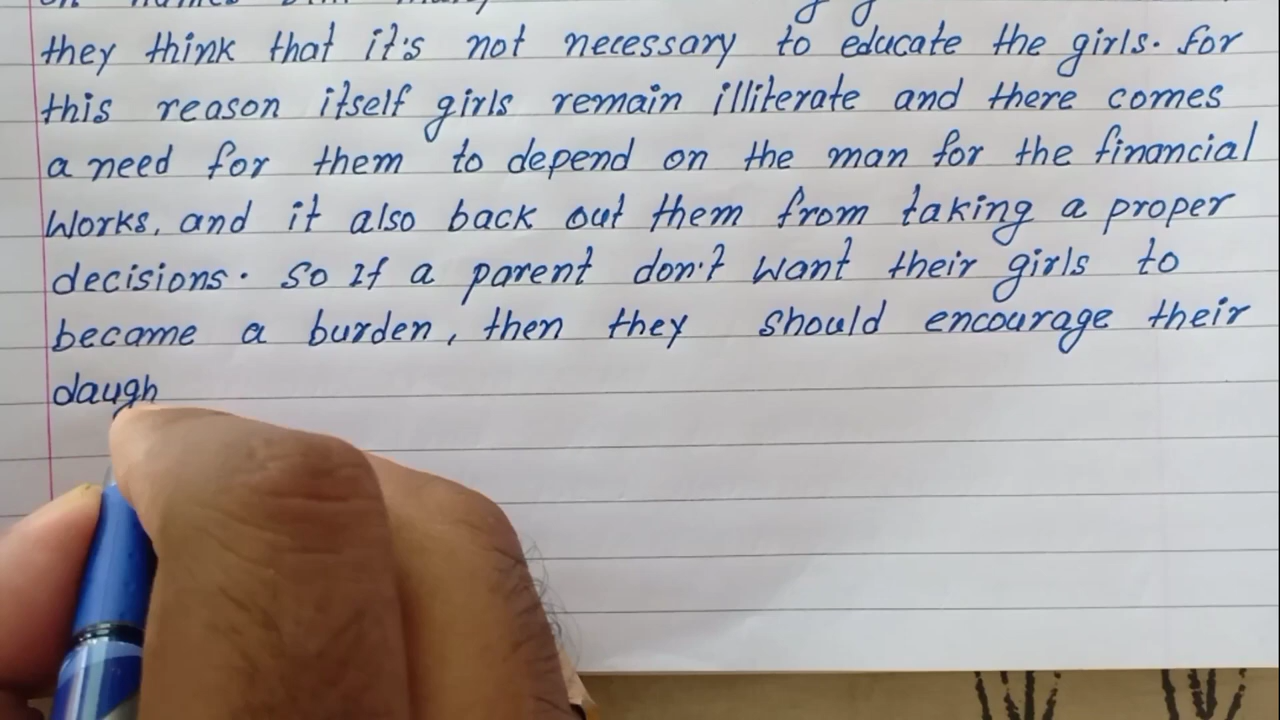 they think that it's not necessary to educate the girls. for
this reason itself girls remain illiterate and there comes
a need for them to depend on the man for the financial
works, and it also back out them from taking a proper
decisions. so If a parent don't want their girls to
became a burden, then they should encourage their
daugh